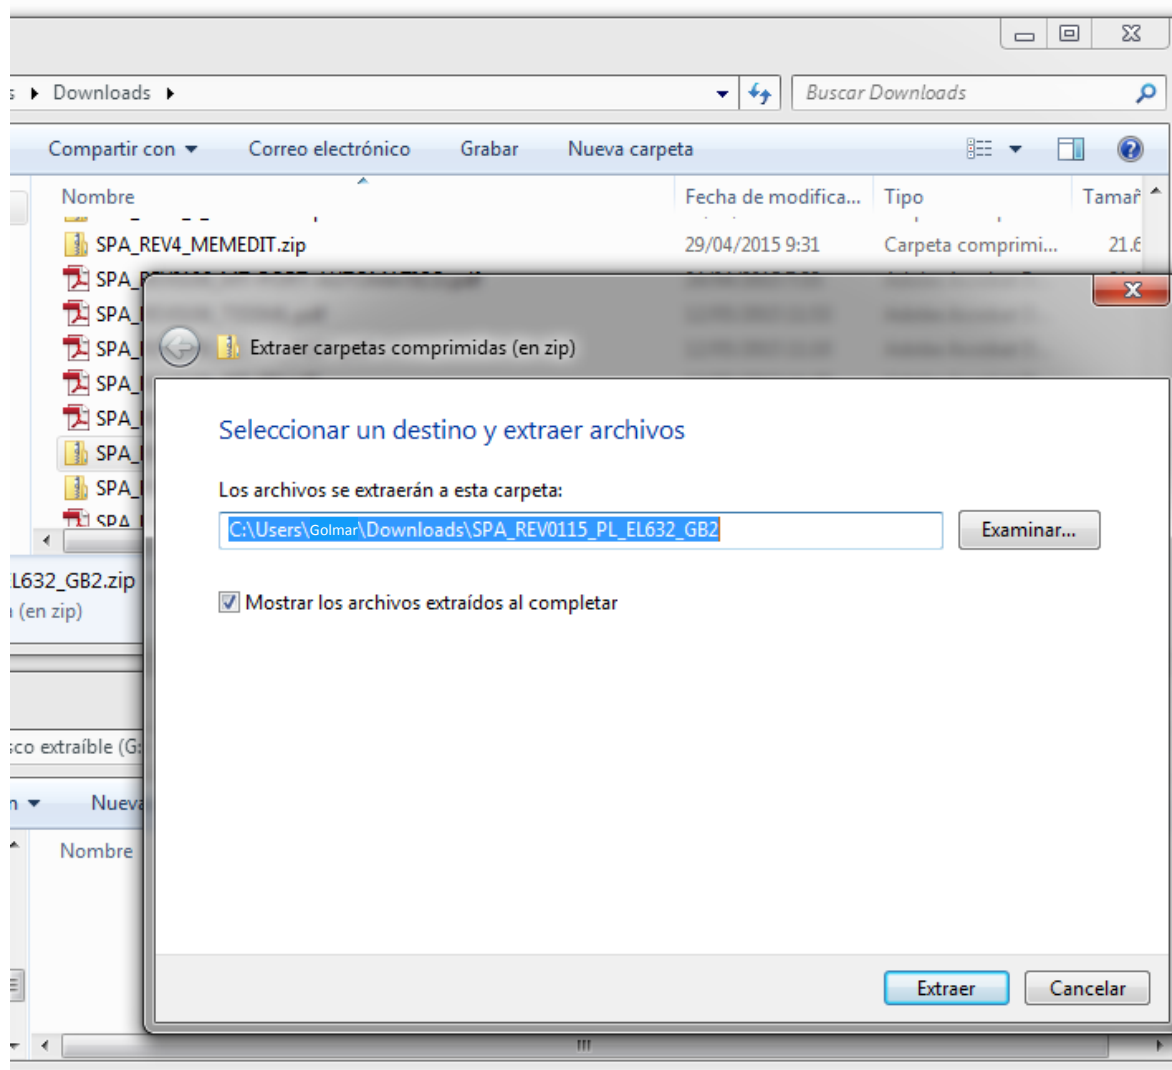 Downloads
Buscar Downloads
Compartir con Correo electrónico Grabar Nueva carpeta
Nombre Fecha de modifica... Tipo Tamañ
SPA_REV4_MEMEDIT.zip 29/04/2015 9:31 Carpeta comprimi... 21.6
SPA_
SPA_
SPA_
SPA_
SPA_
SPA_
SPA_
SPA_
Extraer carpetas comprimidas (en zip)
Seleccionar un destino y extraer archivos
Los archivos se extraerán a esta carpeta:
C:\Users\Golmar\Downloads\SPA_REV0115_PL_EL632_GB2
Examinar...
Mostrar los archivos extraídos al completar
L632_GB2.zip
(en zip)
sco extraíble (G:
n Nueva
Nombre
Extraer Cancelar